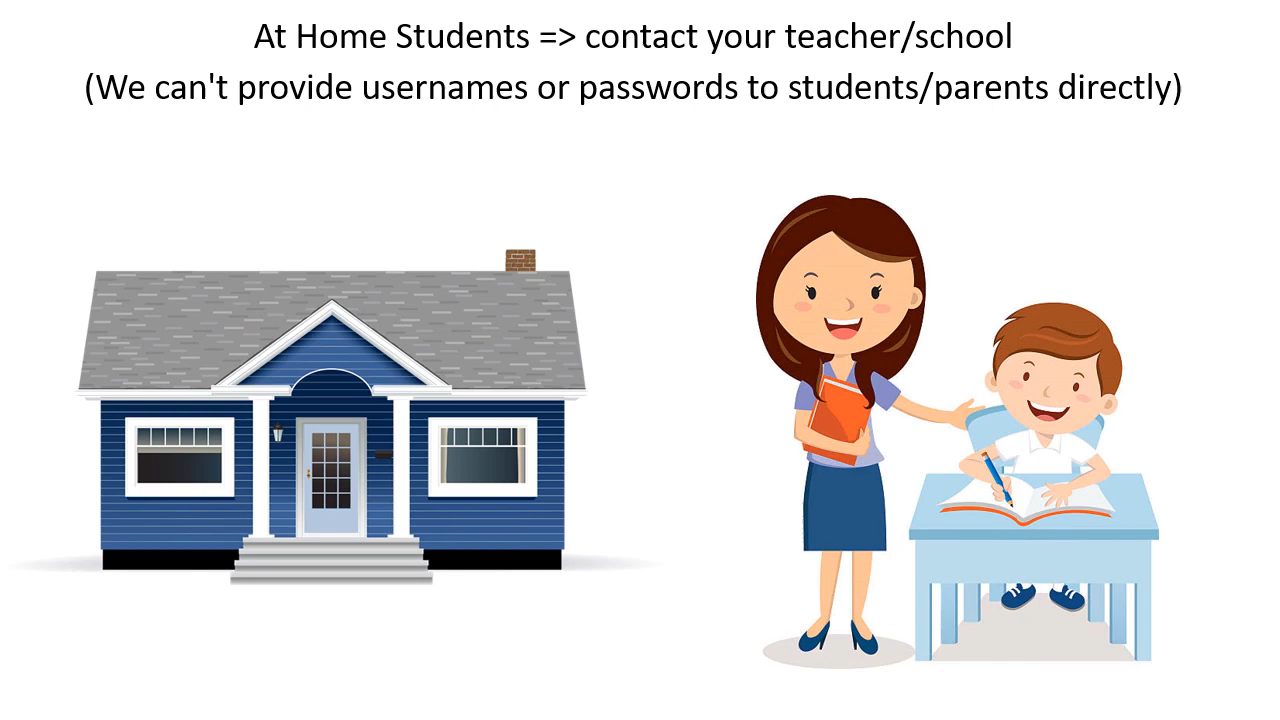 At Home Students => contact your teacher/school
(We can't provide usernames or passwords to students/parents directly)